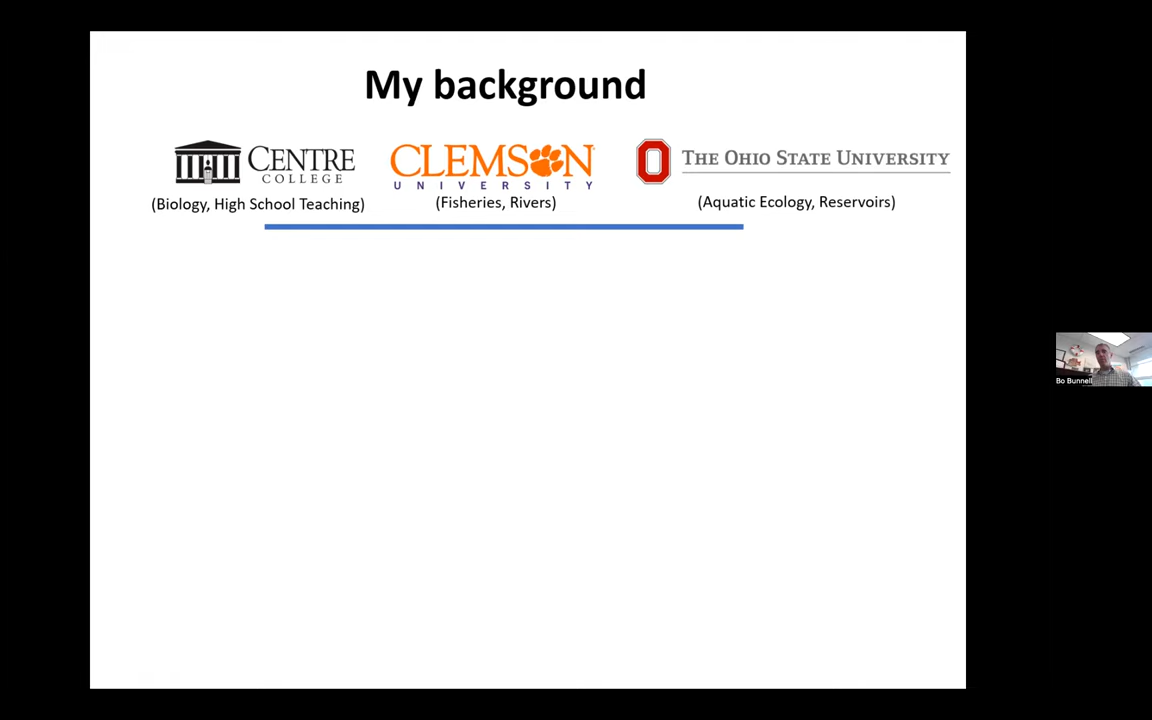 My background
CENTRE
COLLEGE
(Biology, High School Teaching)
CLEMSON
UNIVERSITY
(Fisheries, Rivers)
THE OHIO STATE UNIVERSITY
(Aquatic Ecology, Reservoirs)
Bo Bunnell